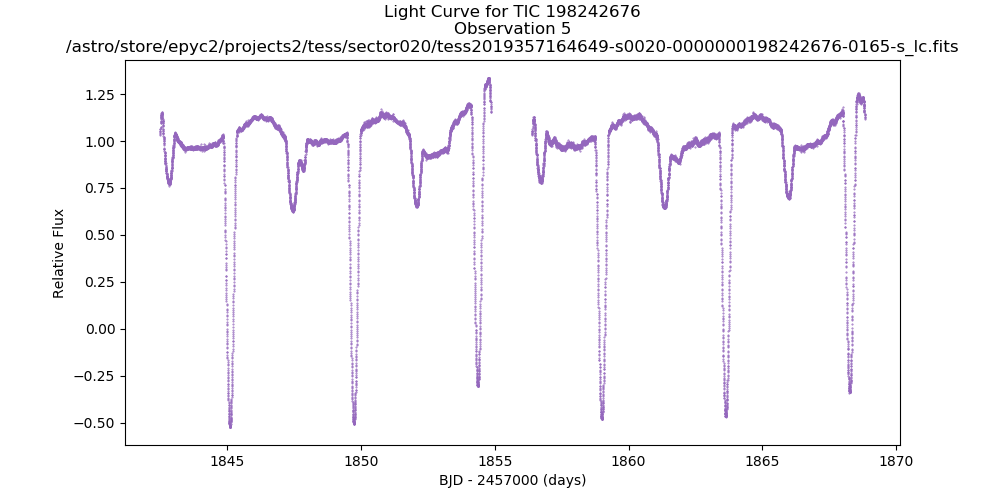 Light Curve for TIC 198242676
Observation 5
/astro/store/epyc2/projects2/tess/sector020/tess2019357164649-s0020-0000000198242676-0165-s_lc.fits
1.25
1.00
0.75
0.50
0.25
0.00
−0.25
−0.50
Relative Flux
1845
1850
1855
1860
1865
1870
BJD - 2457000 (days)